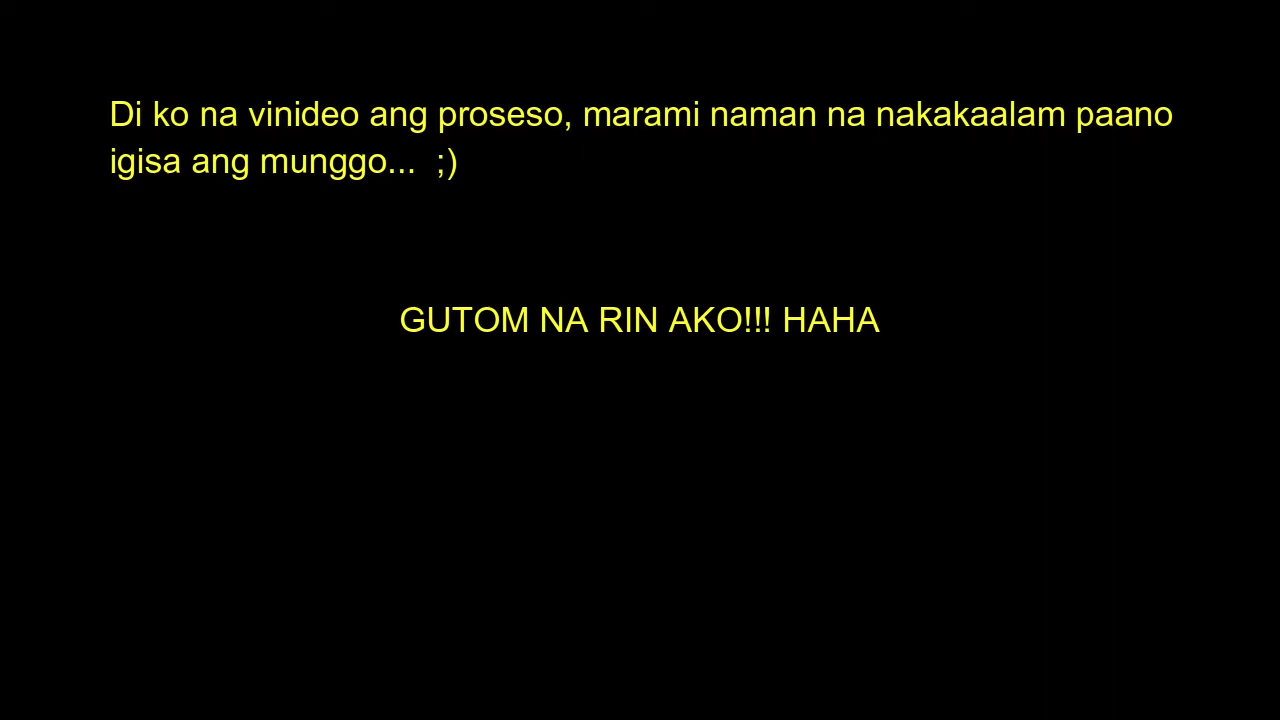 Di ko na vinideo ang proseso, marami naman na nakakaalam paano
igisa ang munggo...  ;)
GUTOM NA RIN AKO!!! HAHA